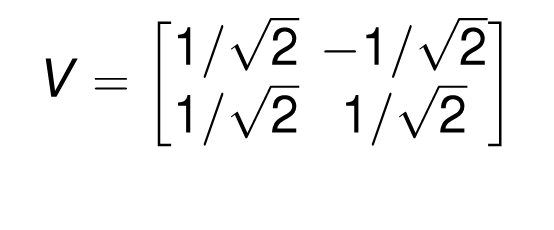 V = [1/√2 −1/√2
1/√2 1/√2]